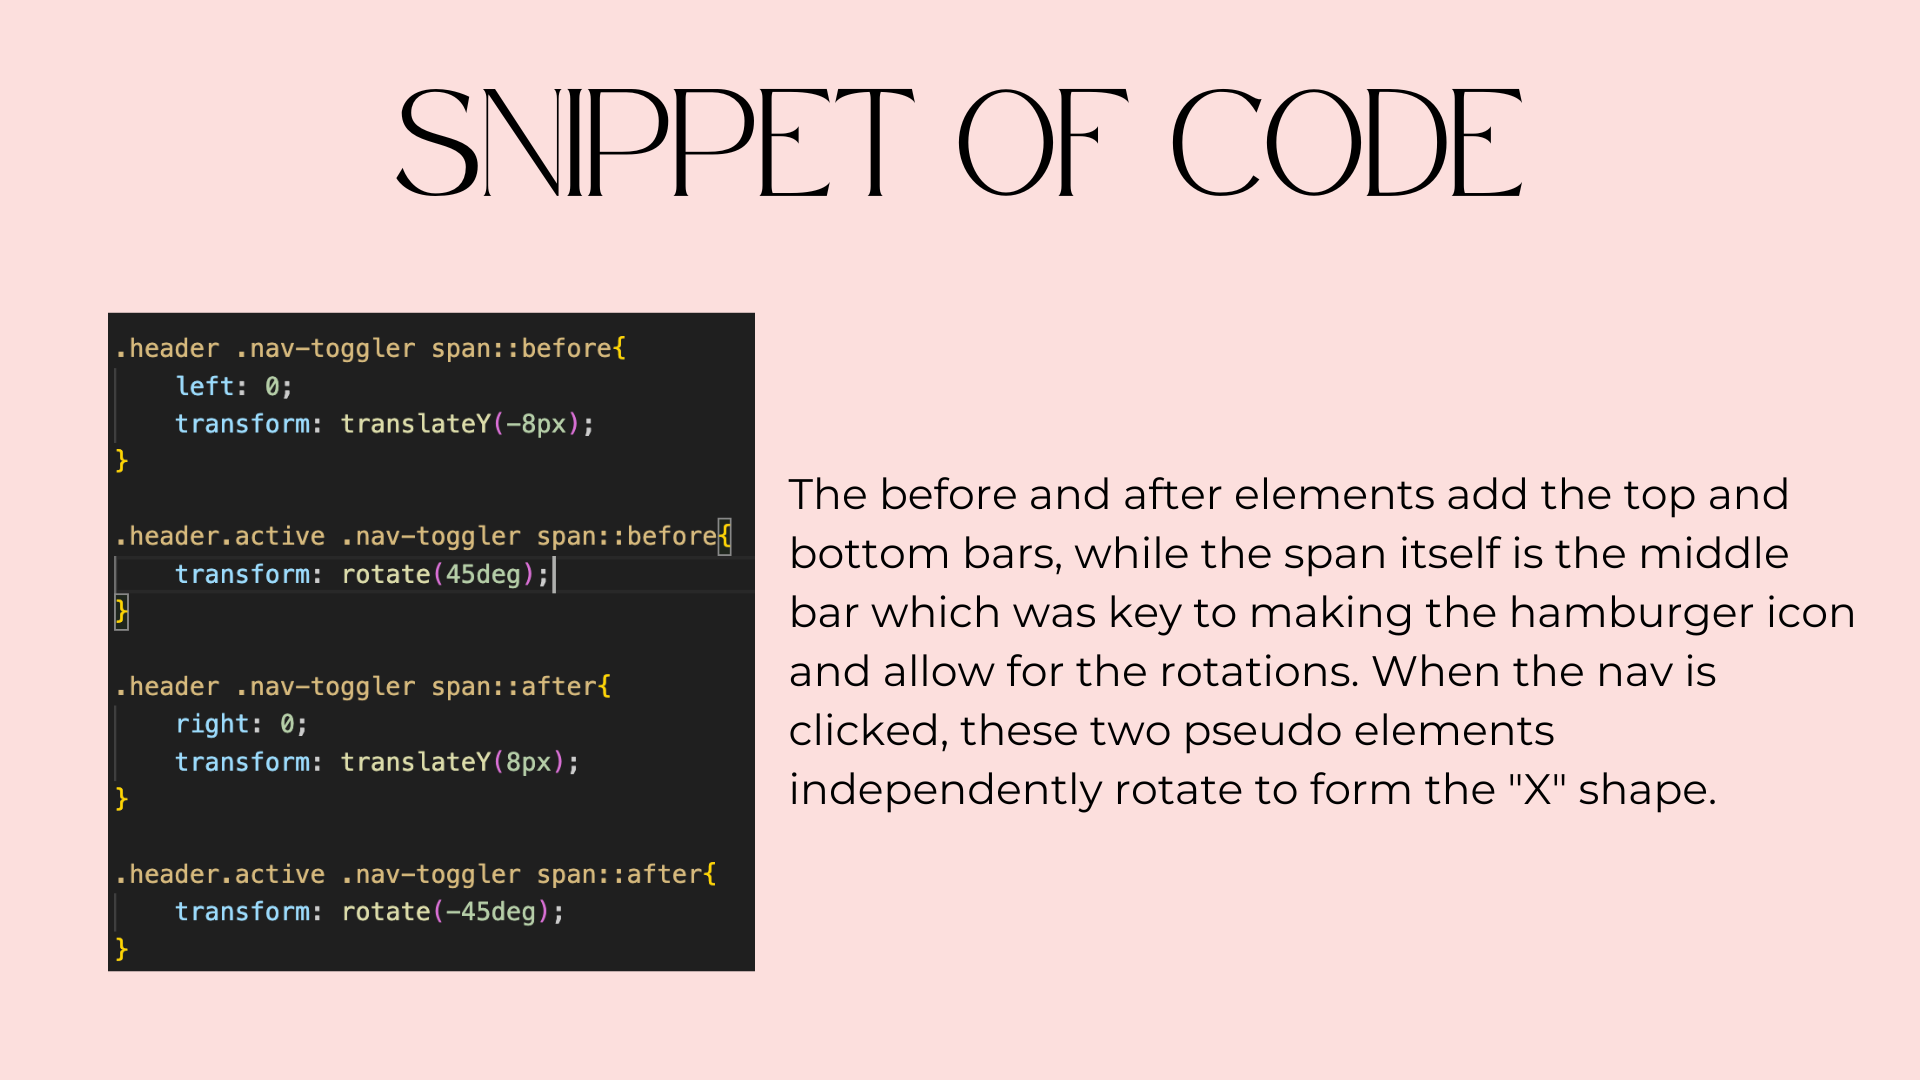 SNIPPET OF CODE
.header .nav-toggler span::before{
    left: 0;
    transform: translateY(-8px);
}
.header.active .nav-toggler span::before{
    transform: rotate(45deg);
}
.header .nav-toggler span::after{
    right: 0;
    transform: translateY(8px);
}
.header.active .nav-toggler span::after{
    transform: rotate(-45deg);
}
The before and after elements add the top and
bottom bars, while the span itself is the middle
bar which was key to making the hamburger icon
and allow for the rotations. When the nav is
clicked, these two pseudo elements
independently rotate to form the "X" shape.